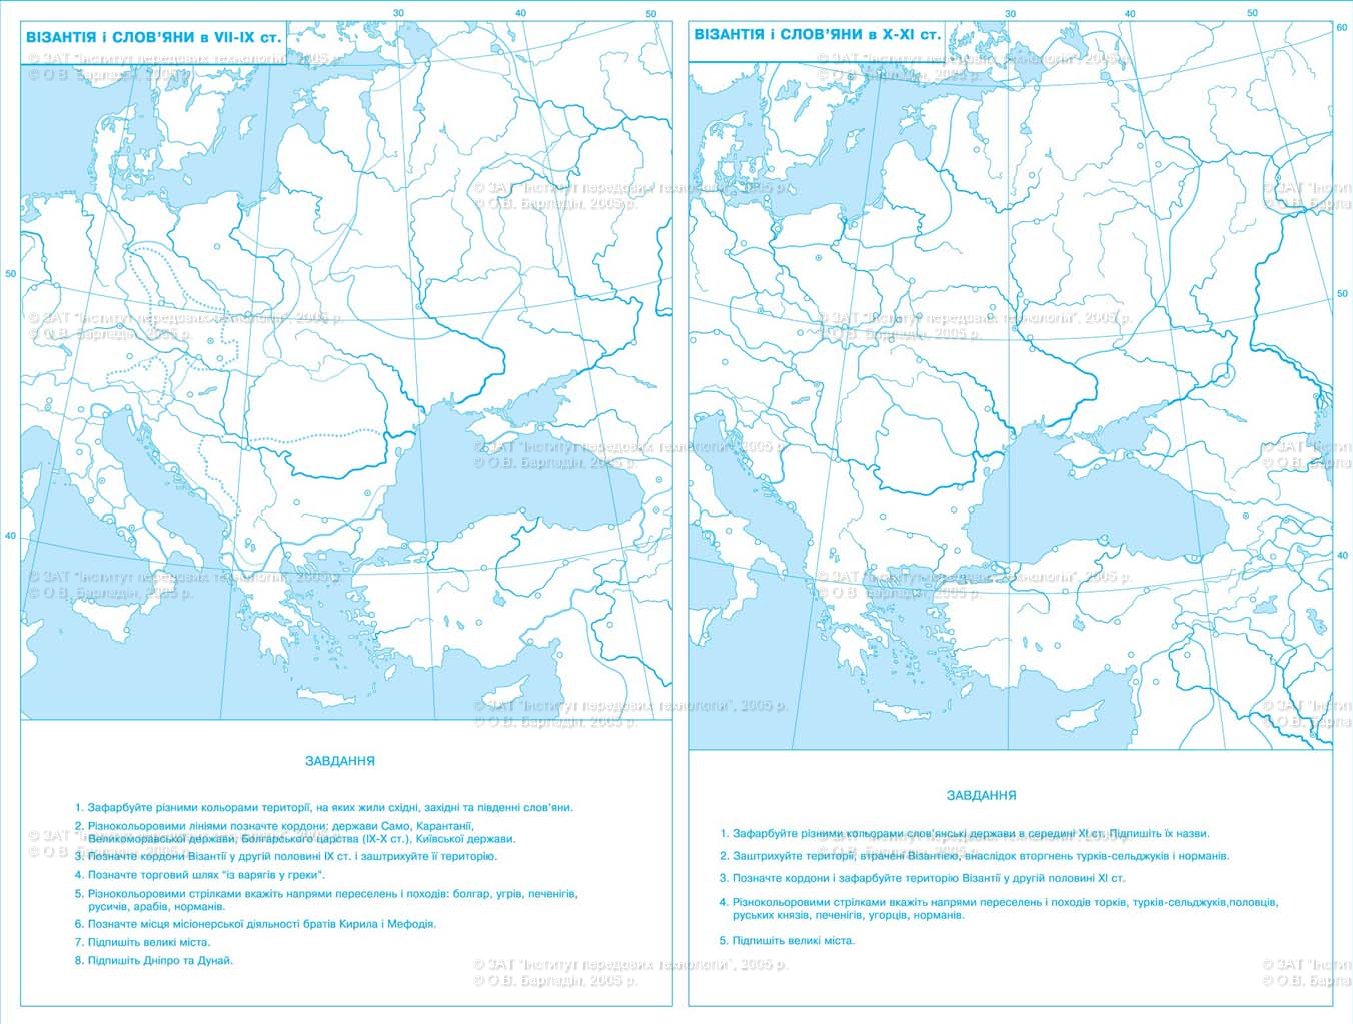 30 40 50
ВІЗАНТІЯ і СЛОВ'ЯНИ в VII-IX ст.
© ЗАТ "Інститут передових технологій", 2005 р.
© О.В. Барладін, 2005 р.
50
40
ЗАВДАННЯ
1. Зафарбуйте різними кольорами території, на яких жили східні, західні та південні слов'яни.
2. Різнокольоровими лініями позначте кордони: держави Само, Карантанії,
Великоморавської держави, Болгарського царства (IX-X ст.), Київської держави.
3. Позначте кордони Візантії у другій половині IX ст. і заштрихуйте її територію.
4. Позначте торговий шлях "із варягів у греки".
5. Різнокольоровими стрілками вкажіть напрями переселень і походів: болгар, угрів, печенігів,
русичів, арабів, норманів.
6. Позначте місця місіонерської діяльності братів Кирила і Мефодія.
7. Підпишіть великі міста.
8. Підпишіть Дніпро та Дунай.
30 40 50
60
ВІЗАНТІЯ і СЛОВ'ЯНИ в X-XI ст.
© ЗАТ "Інститут передових технологій", 2005 р.
© О.В. Барладін, 2005 р.
50
40
ЗАВДАННЯ
1. Зафарбуйте різними кольорами слов'янські держави в середині XI ст. Підпишіть їх назви.
2. Заштрихуйте території, втрачені Візантією, внаслідок вторгнень турків-сельджуків і норманів.
3. Позначте кордони і зафарбуйте територію Візантії у другій половині XI ст.
4. Різнокольоровими стрілками вкажіть напрями переселень і походів торків, турків-сельджуків,половців,
руських князів, печенігів, угорців, норманів.
5. Підпишіть великі міста.